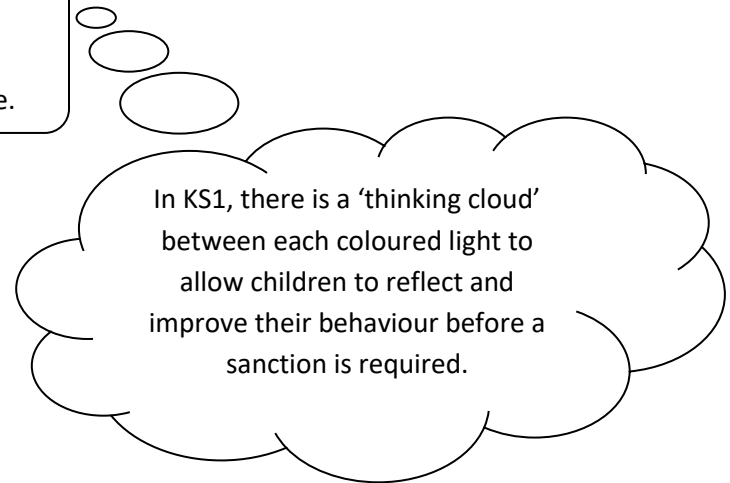 e.
In KS1, there is a ‘thinking cloud’
between each coloured light to
allow children to reflect and
improve their behaviour before a
sanction is required.